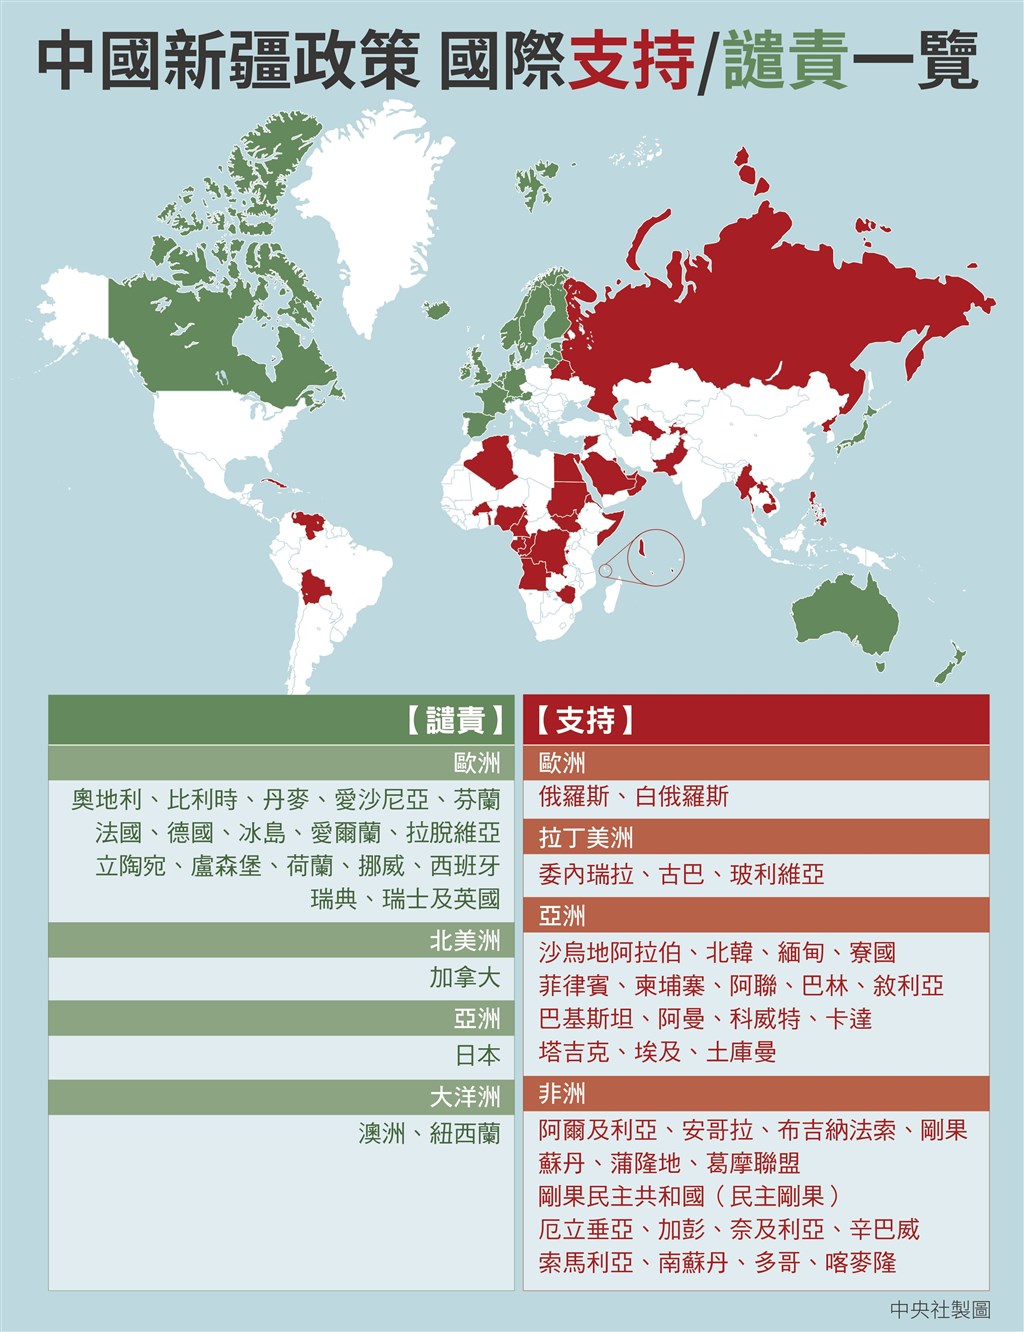 中國新疆政策 國際支持/譴責一覽
【譴責】
歐洲
奧地利、比利時、丹麥、愛沙尼亞、芬蘭
法國、德國、冰島、愛爾蘭、拉脫維亞
立陶宛、盧森堡、荷蘭、挪威、西班牙
瑞典、瑞士及英國
北美洲
加拿大
亞洲
日本
大洋洲
澳洲、紐西蘭
【支持】
歐洲
俄羅斯、白俄羅斯
拉丁美洲
委內瑞拉、古巴、玻利維亞
亞洲
沙烏地阿拉伯、北韓、緬甸、寮國
菲律賓、柬埔寨、阿聯、巴林、敘利亞
巴基斯坦、阿曼、科威特、卡達
塔吉克、埃及、土庫曼
非洲
阿爾及利亞、安哥拉、布吉納法索、剛果
蘇丹、蒲隆地、葛摩聯盟
剛果民主共和國（民主剛果）
厄立垂亞、加彭、奈及利亞、辛巴威
索馬利亞、南蘇丹、多哥、喀麥隆
中央社製圖